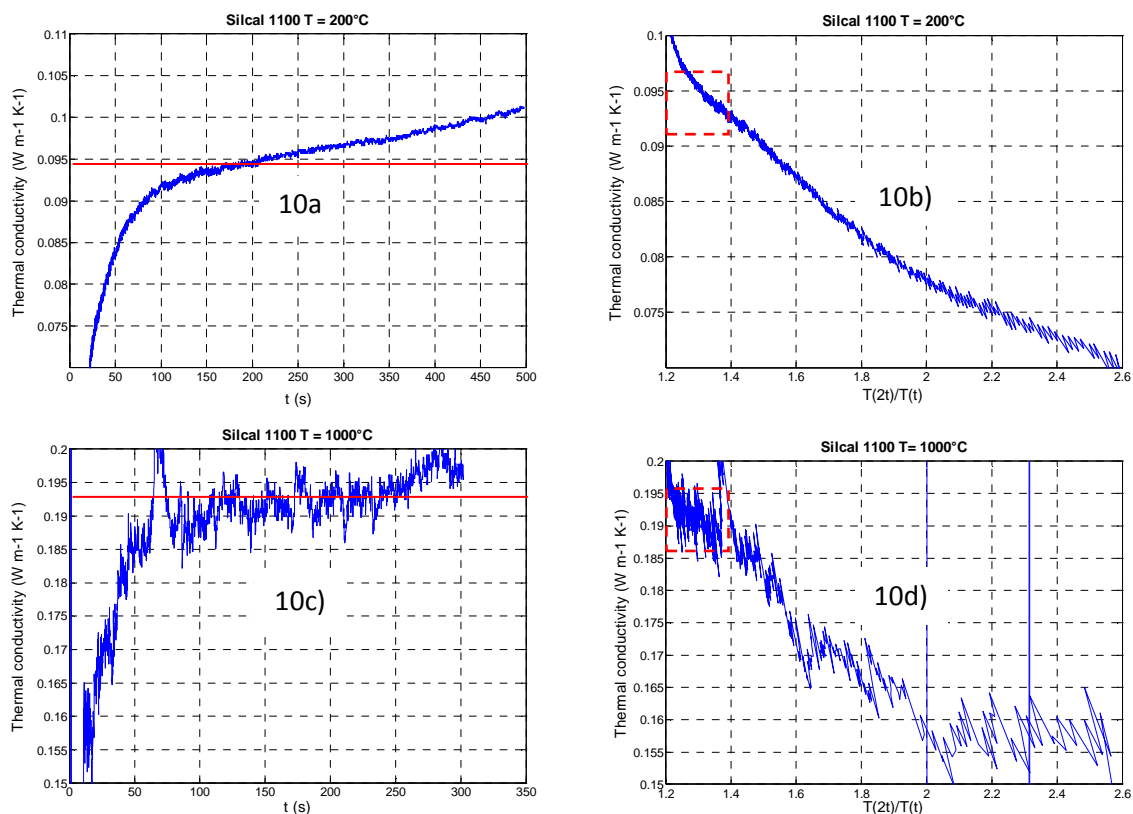 Silcal 1100 T = 200°C
Thermal conductivity (W m-1 K-1)
0.11
0.105
0.1
0.095
0.09
0.085
0.08
0.075
10a
0 50 100 150 200 250 300 350 400 450 500
t (s)
Silcal 1100 T = 200°C
Thermal conductivity (W m-1 K-1)
0.1
0.095
0.09
0.085
0.08
0.075
10b)
1.2 1.4 1.6 1.8 2 2.2 2.4 2.6
T(2t)/T(t)
Silcal 1100 T = 1000°C
Thermal conductivity (W m-1 K-1)
0.2
0.195
0.19
0.185
0.18
0.175
0.17
0.165
0.16
0.155
0.15
10c)
0 50 100 150 200 250 300 350
t (s)
Silcal 1100 T = 1000°C
Thermal conductivity (W m-1 K-1)
0.2
0.195
0.19
0.185
0.18
0.175
0.17
0.165
0.16
0.155
0.15
10d)
1.2 1.4 1.6 1.8 2 2.2 2.4 2.6
T(2t)/T(t)